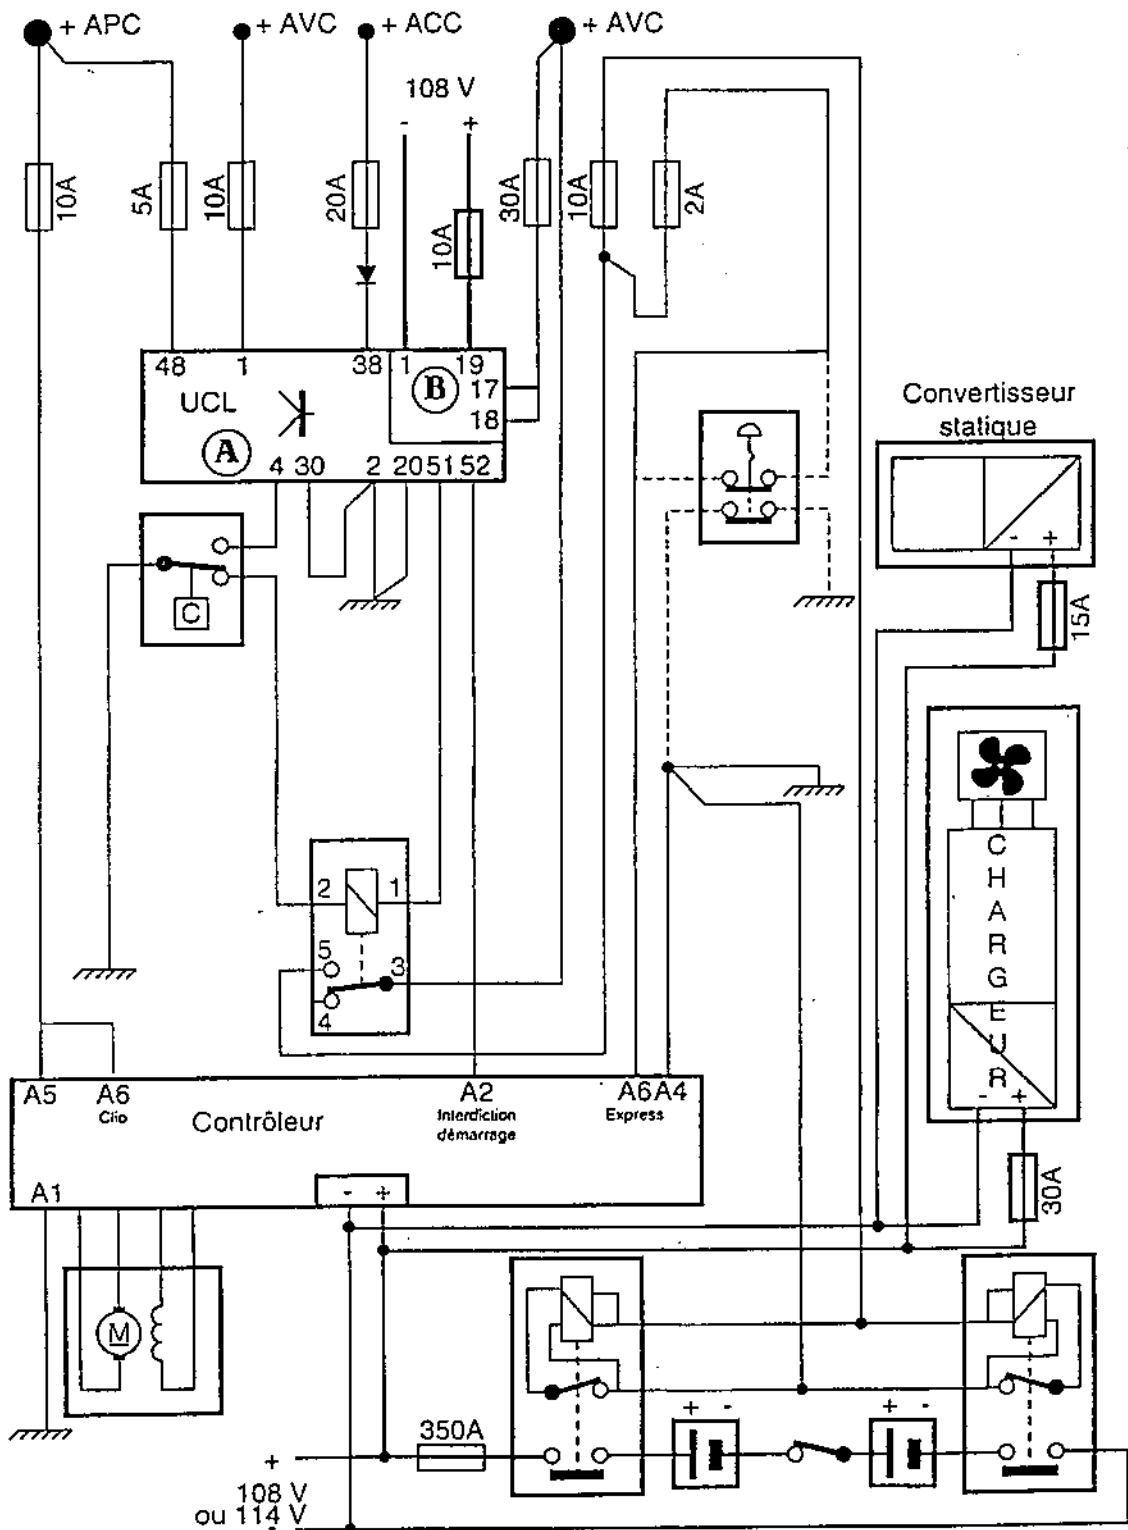 + APC
+ AVC
+ ACC
+ AVC
108 V
-
+
10A
5A
10A
20A
10A
30A
10A
2A
48
1
38
1
19
17
18
UCL
A
B
4
30
2
20
51
52
C
Convertisseur
statique
-
+
15A
2
1
5
3
4
CHARGEUR
-
+
30A
A5
A6
Clio
Contrôleur
A2
Interdiction
démarrage
A6
A4
Express
A1
-
+
M
350A
+
-
+
-
+
108 V
ou 114 V
-